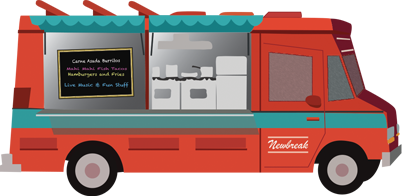 Carne Asada Burritos
Mahi Mahi Fish Tacos
Hamburgers and Fries
Live Music & Fun Stuff
Newbreak